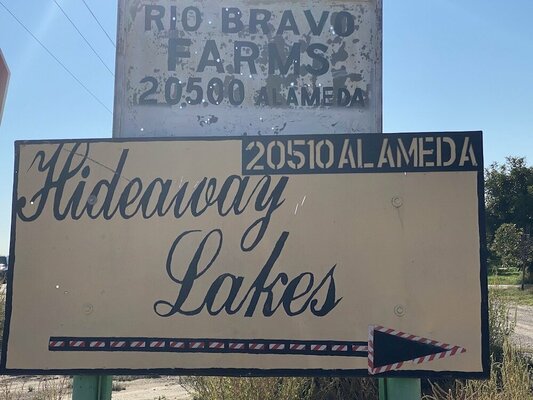 RIO BRAVO
FARMS
20500 ALAMEDA
20510 ALAMEDA
Hideaway
Lakes